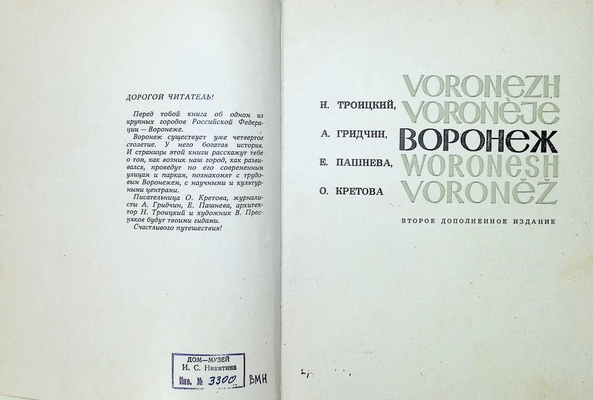 ДОРОГОЙ ЧИТАТЕЛЬ!
Перед тобой книга об одном из
крупных городов Российской Федера-
ции — Воронеже.
Воронеж существует уже четвертое
столетие. У него богатая история.
И страницы этой книги расскажут тебе
о том, как возник наш город, как разви-
вался, проведут по его современным
улицам и паркам, познакомят с трудо-
вым Воронежем, с научными и культур-
ными центрами.
Писательница О. Кретова, журнали-
сты А. Гридчин, Е. Пашнева, архитек-
тор Н. Троицкий и художник В. Прес-
няков будут твоими гидами.
Счастливого путешествия!
ДОМ—МУЗЕЙ
И. С. Никитина
Инв. № 3300
ВМН
Н. ТРОИЦКИЙ,
А. ГРИДЧИН,
Е. ПАШНЕВА,
О. КРЕТОВА
VORONEZH
VORONÈJE
ВОРОНЕЖ
WORONESH
VORONĚŽ
ВТОРОЕ ДОПОЛНЕННОЕ ИЗДАНИЕ